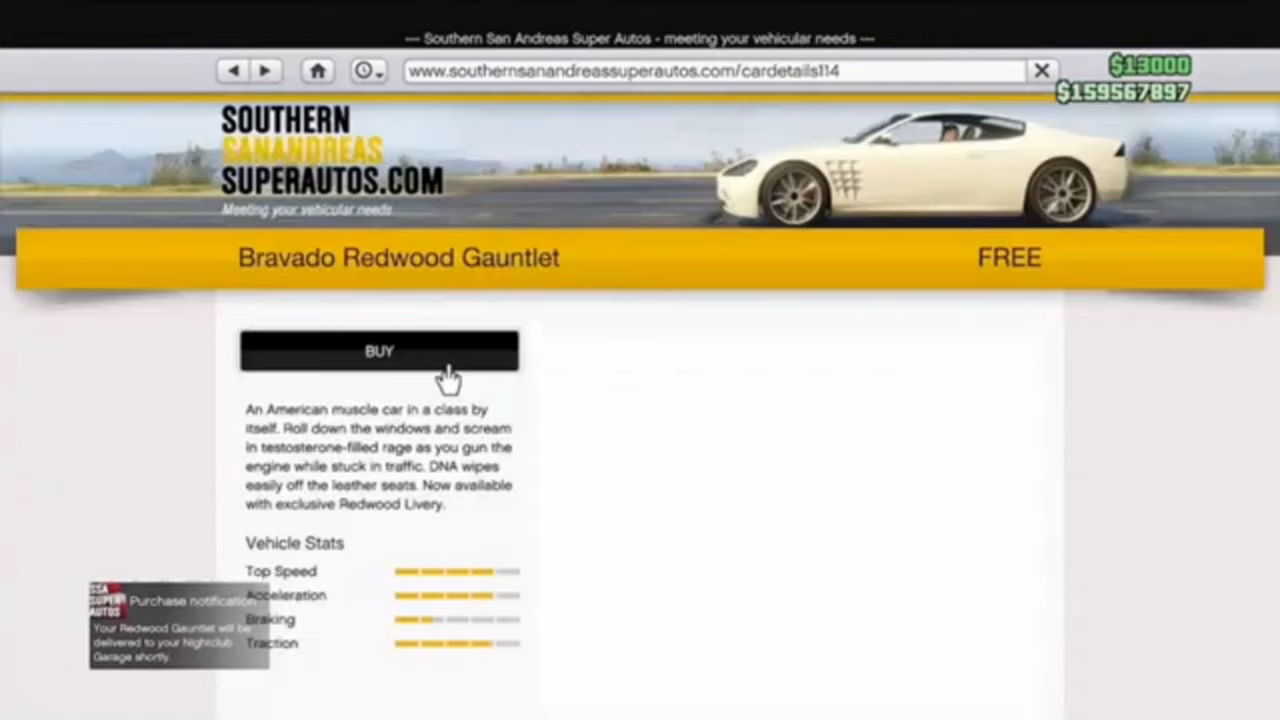 --- Southern San Andreas Super Autos - meeting your vehicular needs ---
www.southernsanandreassuperautos.com/cardetails114
$13000
$159567897
SOUTHERN
SANANDREAS
SUPERAUTOS.COM
Meeting your vehicular needs
Bravado Redwood Gauntlet
FREE
BUY
An American muscle car in a class by
itself. Roll down the windows and scream
in testosterone-filled rage as you gun the
engine while stuck in traffic. DNA wipes
easily off the leather seats. Now available
with exclusive Redwood Livery.
Vehicle Stats
Top Speed
Acceleration
Braking
Traction
SSA
SUPER
AUTOS
Purchase notification
Your Redwood Gauntlet will be
delivered to your Nightclub
Garage shortly.